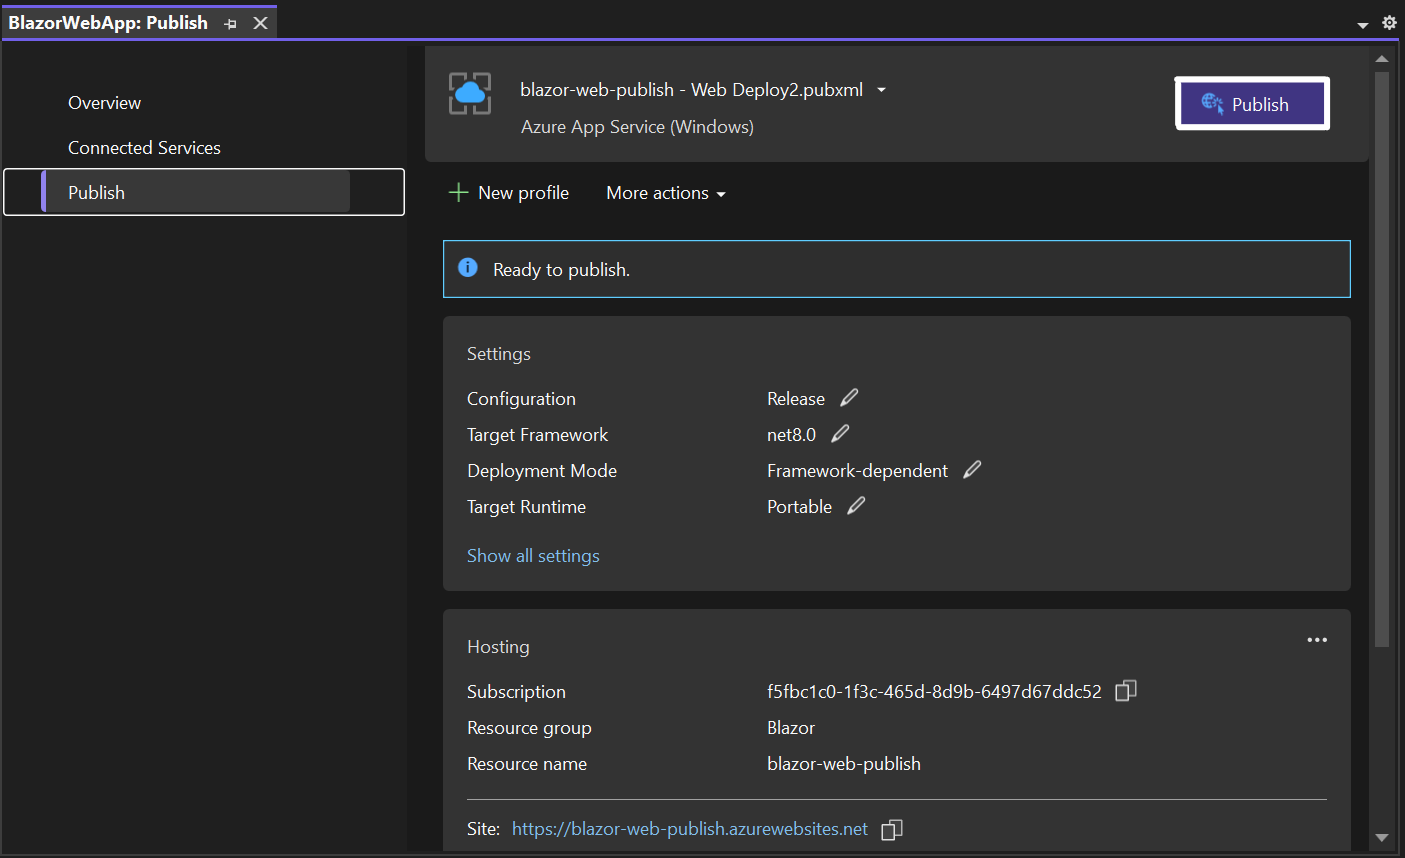 BlazorWebApp: Publish
Overview
Connected Services
Publish
blazor-web-publish - Web Deploy2.pubxml
Azure App Service (Windows)
Publish
New profile More actions
Ready to publish.
Settings
Configuration Release
Target Framework net8.0
Deployment Mode Framework-dependent
Target Runtime Portable
Show all settings
Hosting
Subscription f5fbc1c0-1f3c-465d-8d9b-6497d67ddc52
Resource group Blazor
Resource name blazor-web-publish
Site: https://blazor-web-publish.azurewebsites.net